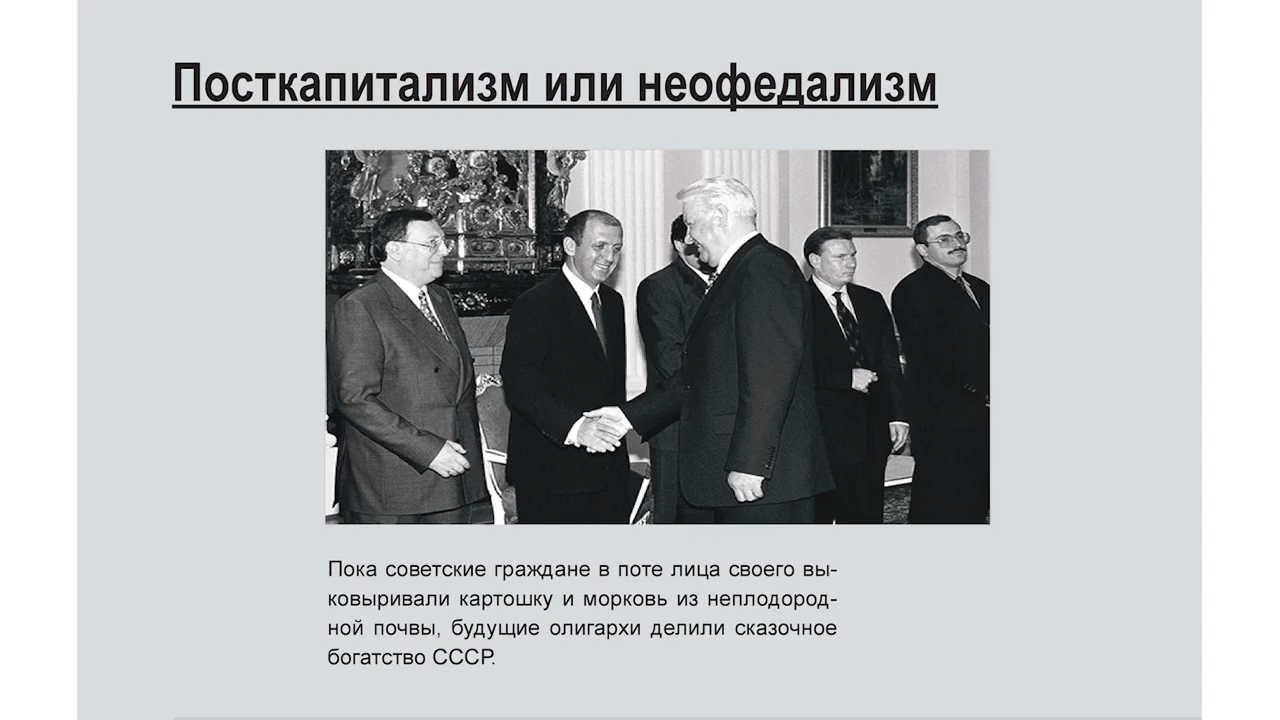 Посткапитализм или неофедализм
Пока советские граждане в поте лица своего вы-
ковыривали картошку и морковь из неплодород-
ной почвы, будущие олигархи делили сказочное
богатство СССР.